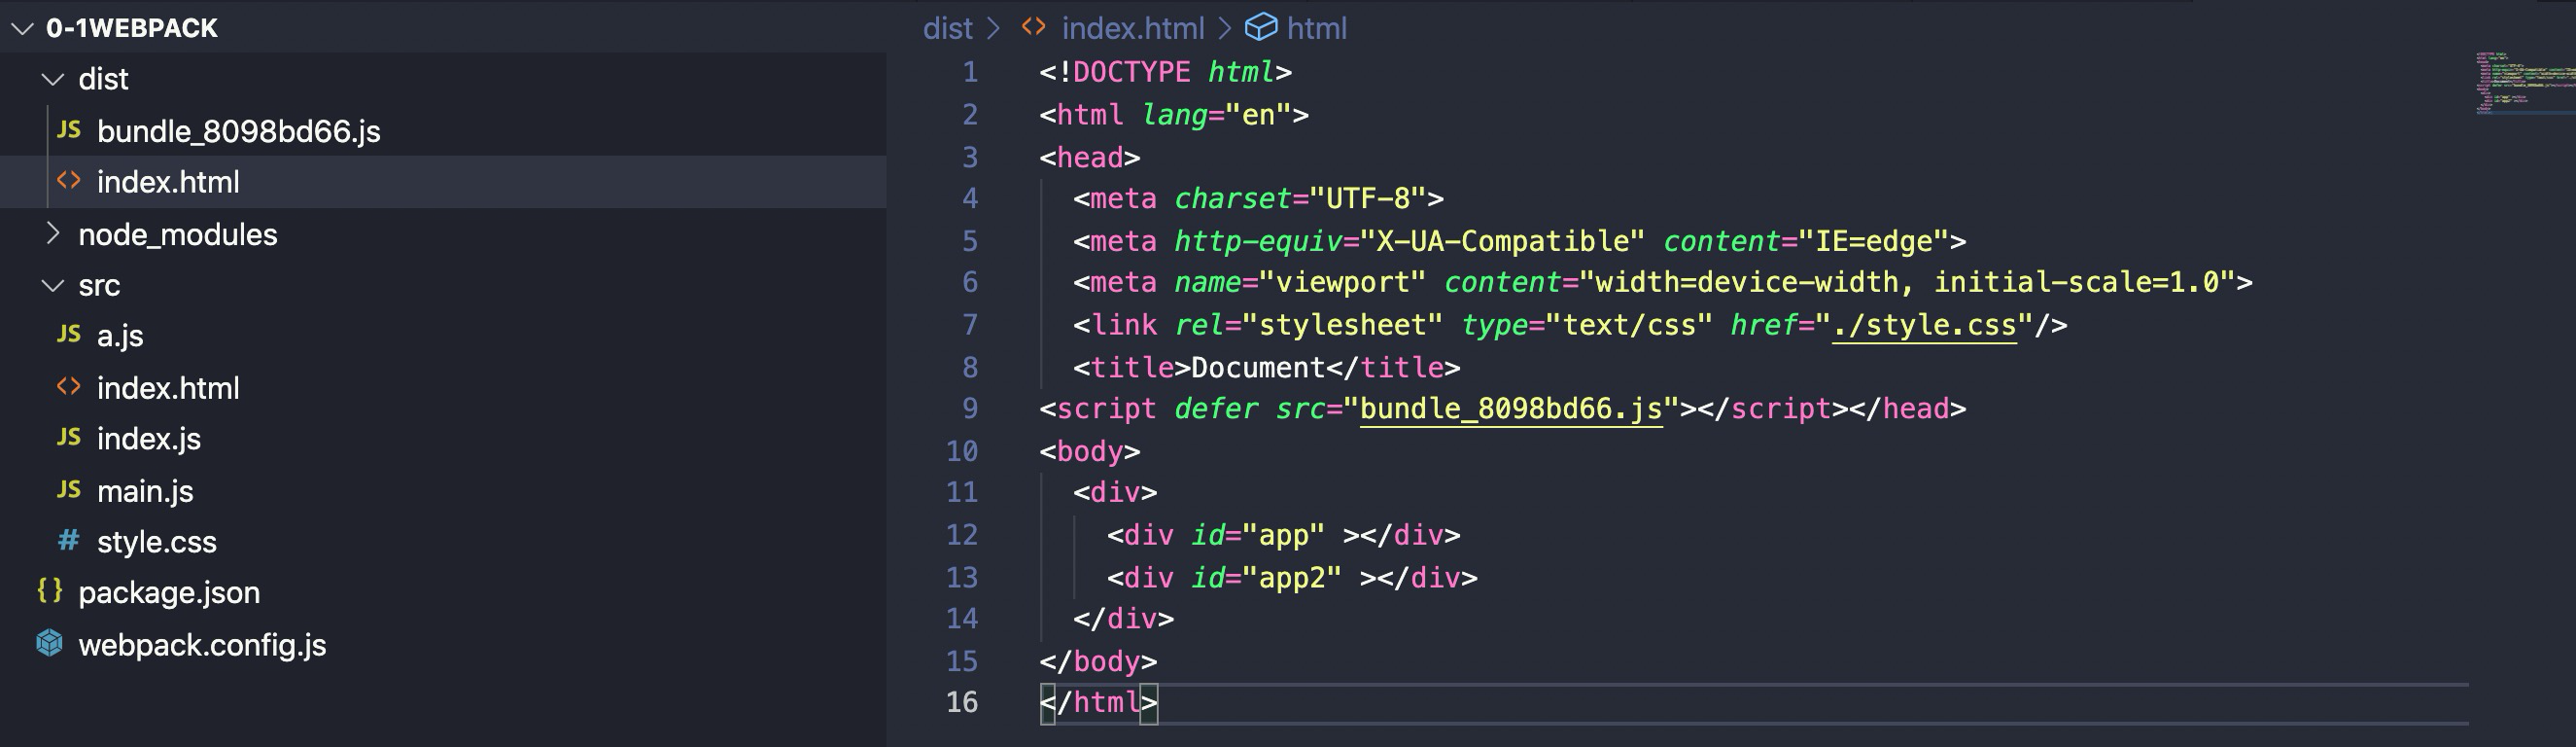 0-1WEBPACK
dist
JS bundle_8098bd66.js
<> index.html
node_modules
src
JS a.js
<> index.html
JS index.js
JS main.js
# style.css
{} package.json
webpack.config.js
dist > <> index.html > html
1 <!DOCTYPE html>
2 <html lang="en">
3 <head>
4   <meta charset="UTF-8">
5   <meta http-equiv="X-UA-Compatible" content="IE=edge">
6   <meta name="viewport" content="width=device-width, initial-scale=1.0">
7   <link rel="stylesheet" type="text/css" href="./style.css"/>
8   <title>Document</title>
9 <script defer src="bundle_8098bd66.js"></script></head>
10 <body>
11   <div>
12     <div id="app" ></div>
13     <div id="app2" ></div>
14   </div>
15 </body>
16 </html>